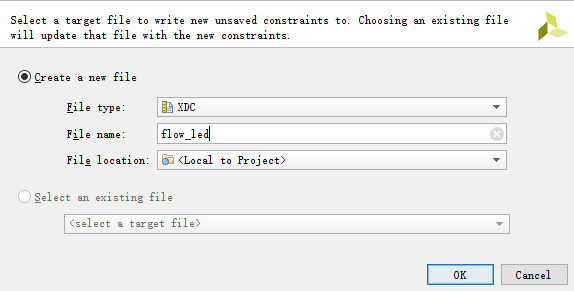 Select a target file to write new unsaved constraints to. Choosing an existing file
will update that file with the new constraints.
Create a new file
File type: XDC
File name: flow_led
File location: <Local to Project>
Select an existing file
<select a target file>
OK Cancel